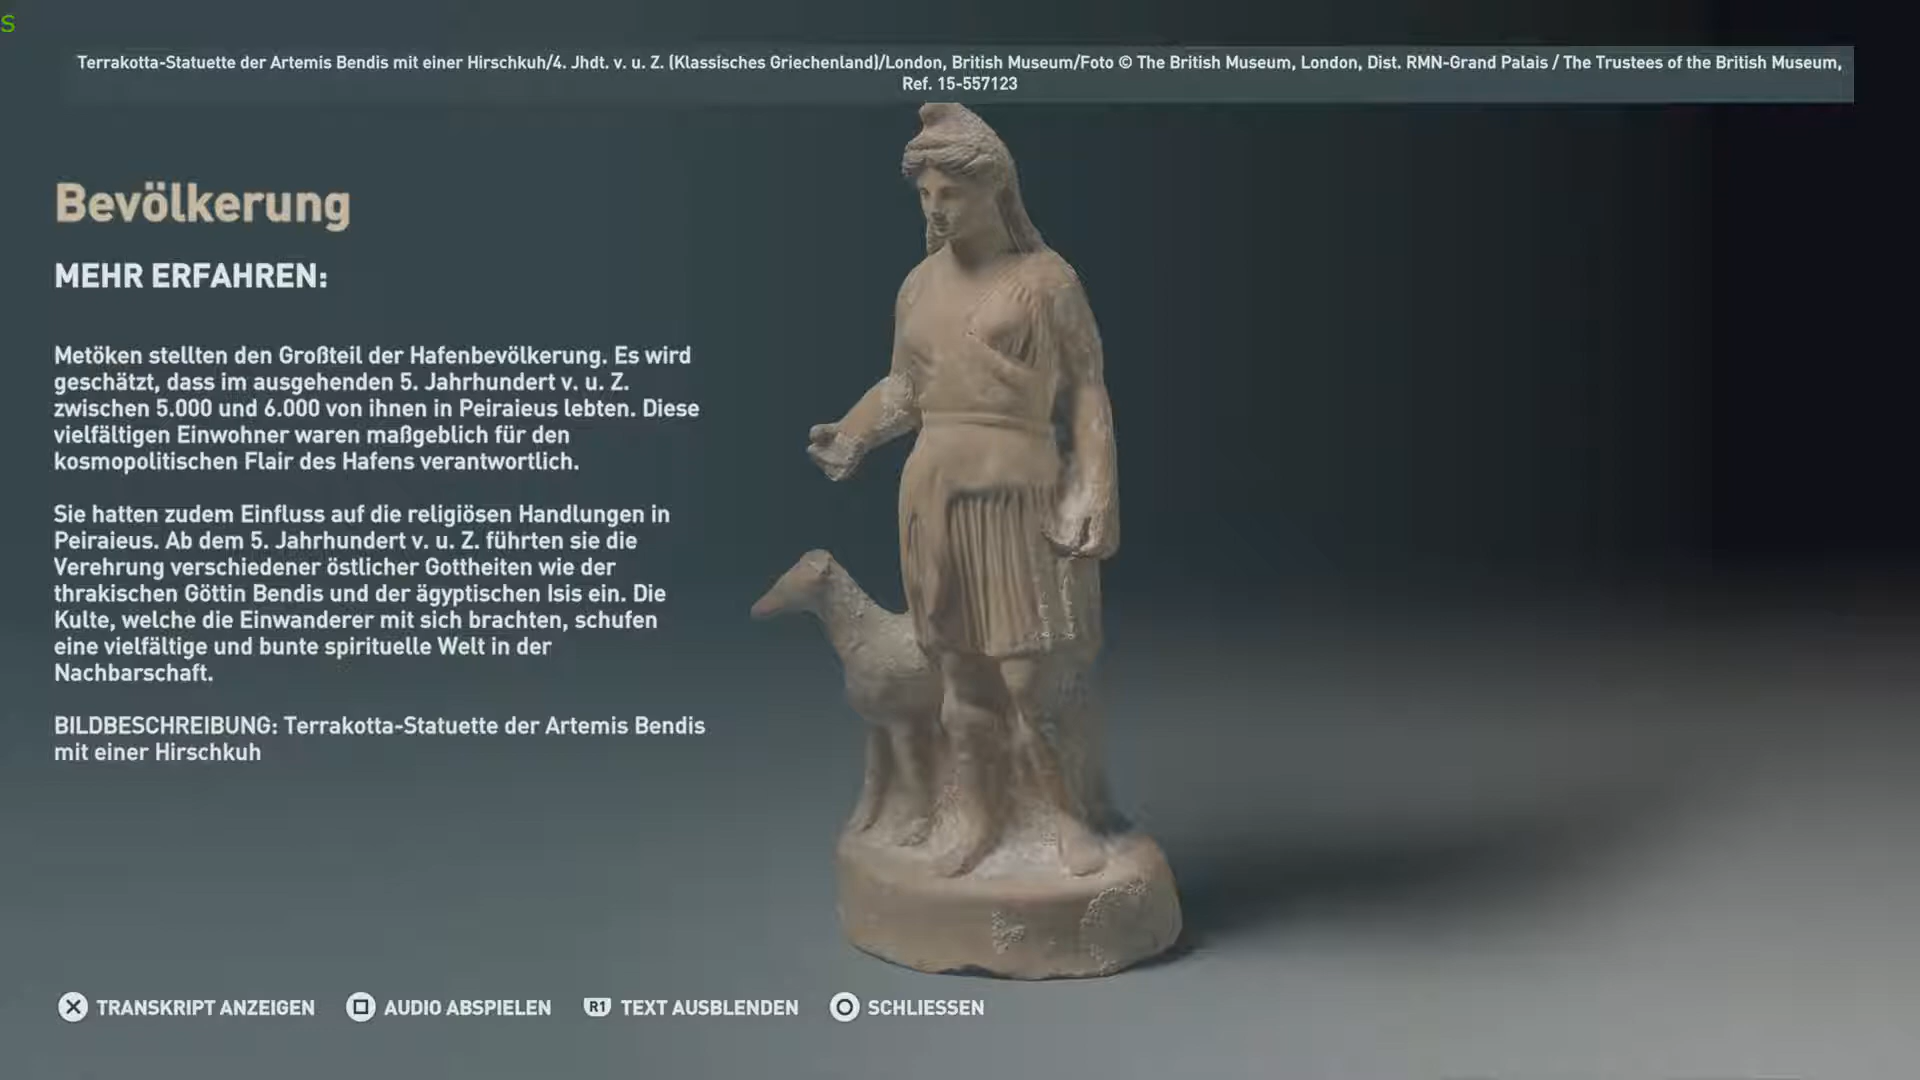 S
Terrakotta-Statuette der Artemis Bendis mit einer Hirschkuh/4. Jhdt. v. u. Z. (Klassisches Griechenland)/London, British Museum/Foto © The British Museum, London, Dist. RMN-Grand Palais / The Trustees of the British Museum,
Ref. 15-557123
Bevölkerung
MEHR ERFAHREN:
Metöken stellten den Großteil der Hafenbevölkerung. Es wird
geschätzt, dass im ausgehenden 5. Jahrhundert v. u. Z.
zwischen 5.000 und 6.000 von ihnen in Peiraieus lebten. Diese
vielfältigen Einwohner waren maßgeblich für den
kosmopolitischen Flair des Hafens verantwortlich.
Sie hatten zudem Einfluss auf die religiösen Handlungen in
Peiraieus. Ab dem 5. Jahrhundert v. u. Z. führten sie die
Verehrung verschiedener östlicher Gottheiten wie der
thrakischen Göttin Bendis und der ägyptischen Isis ein. Die
Kulte, welche die Einwanderer mit sich brachten, schufen
eine vielfältige und bunte spirituelle Welt in der
Nachbarschaft.
BILDBESCHREIBUNG: Terrakotta-Statuette der Artemis Bendis
mit einer Hirschkuh
TRANSKRIPT ANZEIGEN AUDIO ABSPIELEN R1 TEXT AUSBLENDEN SCHLIESSEN